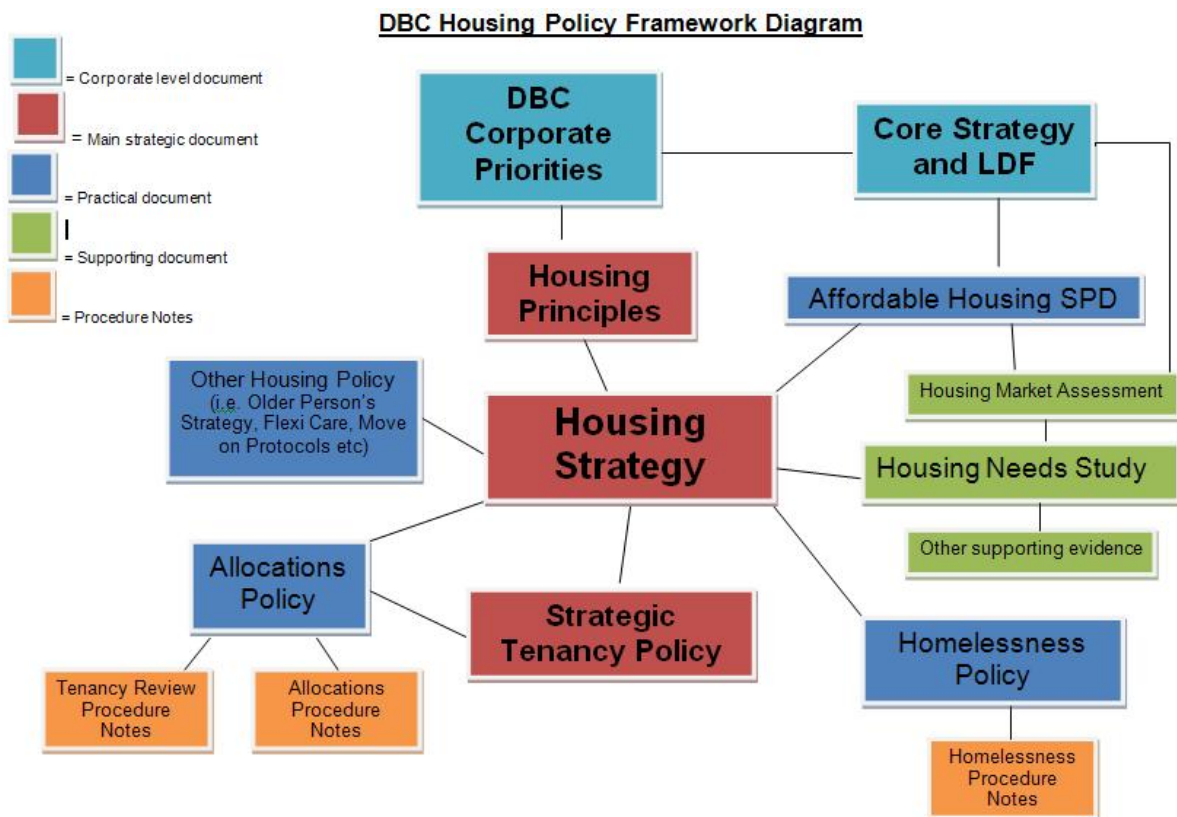 DBC Housing Policy Framework Diagram
= Corporate level document
= Main strategic document
= Practical document
= Supporting document
= Procedure Notes
DBC
Corporate
Priorities
Core Strategy
and LDF
Housing
Principles
Affordable Housing SPD
Other Housing Policy
(i.e. Older Person's
Strategy, Flexi Care, Move
on Protocols etc)
Housing
Strategy
Housing Market Assessment
Housing Needs Study
Other supporting evidence
Allocations
Policy
Strategic
Tenancy Policy
Homelessness
Policy
Tenancy Review
Procedure
Notes
Allocations
Procedure
Notes
Homelessness
Procedure
Notes